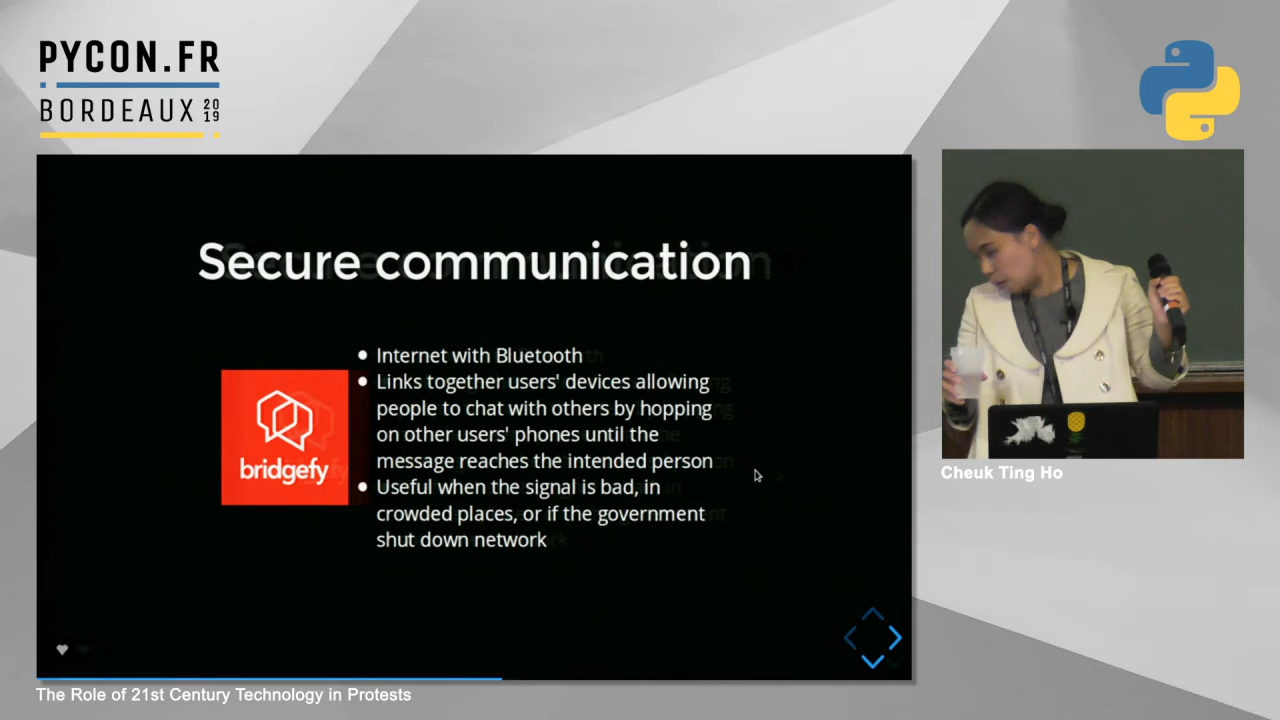 PYCON.FR
BORDEAUX 2019
Secure communication
Internet with Bluetooth
Links together users' devices allowing
people to chat with others by hopping
on other users' phones until the
message reaches the intended person
Useful when the signal is bad, in
crowded places, or if the government
shut down network
bridgefy
Cheuk Ting Ho
The Role of 21st Century Technology in Protests